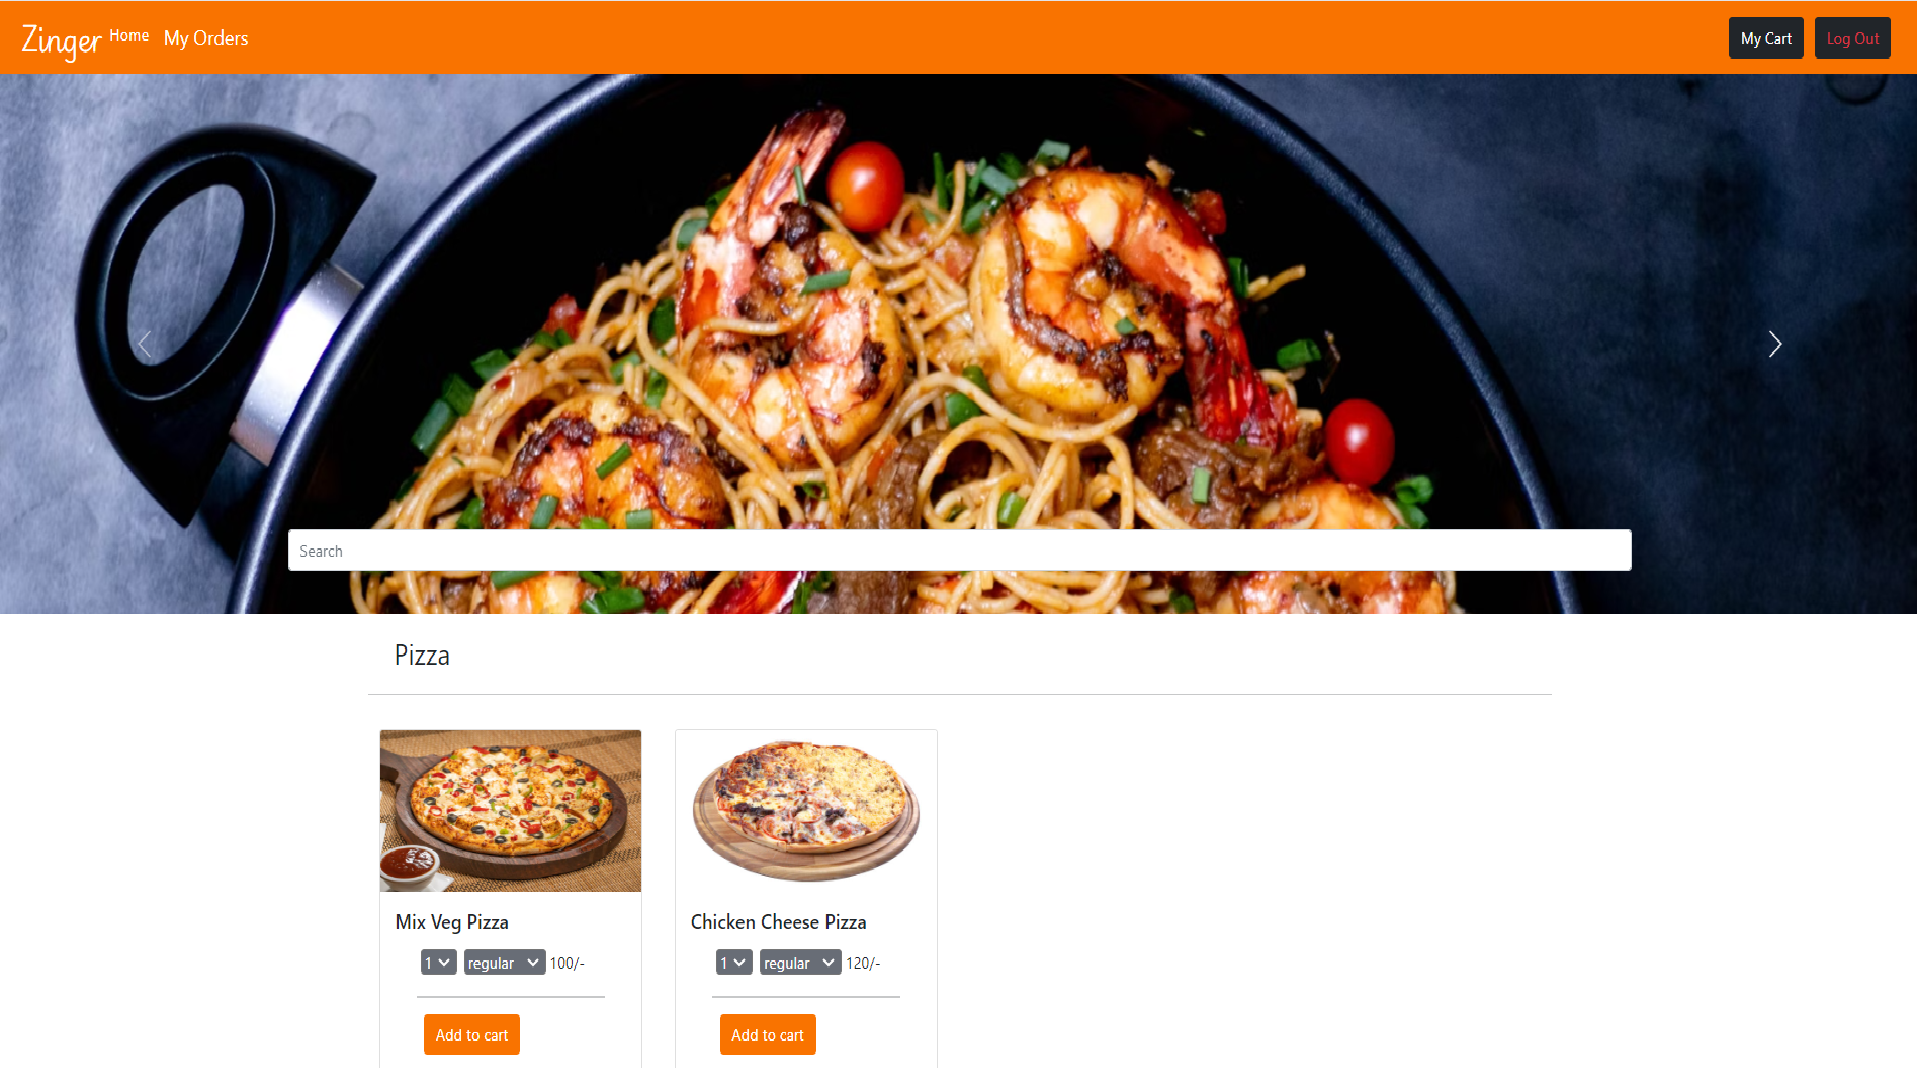 Zinger Home My Orders My Cart Log Out
Search
Pizza
Mix Veg Pizza
1 regular 100/-
Add to cart
Chicken Cheese Pizza
1 regular 120/-
Add to cart